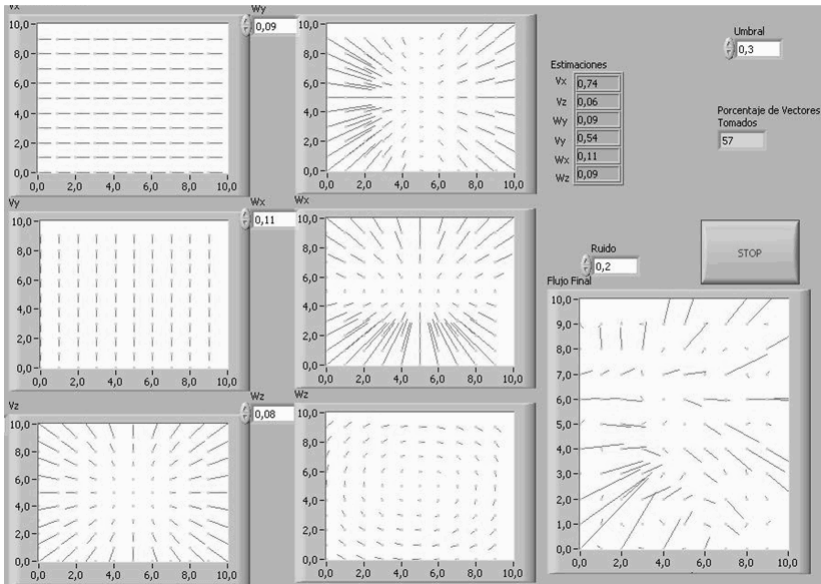 Vx
10,0
8,0
6,0
4,0
2,0
0,0
0,0 2,0 4,0 6,0 8,0 10,0
Wy
0,09
10,0
8,0
6,0
4,0
2,0
0,0
0,0 2,0 4,0 6,0 8,0 10,0
Estimaciones
Vx 0,74
Vz 0,06
Wy 0,09
Vy 0,54
Wx 0,11
Wz 0,09
Umbral
0,3
Porcentaje de Vectores
Tomados
57
Vy
10,0
8,0
6,0
4,0
2,0
0,0
0,0 2,0 4,0 6,0 8,0 10,0
Wx
0,11
Wx
10,0
8,0
6,0
4,0
2,0
0,0
0,0 2,0 4,0 6,0 8,0 10,0
Ruido
0,2
STOP
Vz
10,0
8,0
6,0
4,0
2,0
0,0
0,0 2,0 4,0 6,0 8,0 10,0
Wz
0,08
Wz
10,0
8,0
6,0
4,0
2,0
0,0
0,0 2,0 4,0 6,0 8,0 10,0
Flujo Final
10,0
9,0
8,0
7,0
6,0
5,0
4,0
3,0
2,0
1,0
0,0
0,0 2,0 4,0 6,0 8,0 10,0